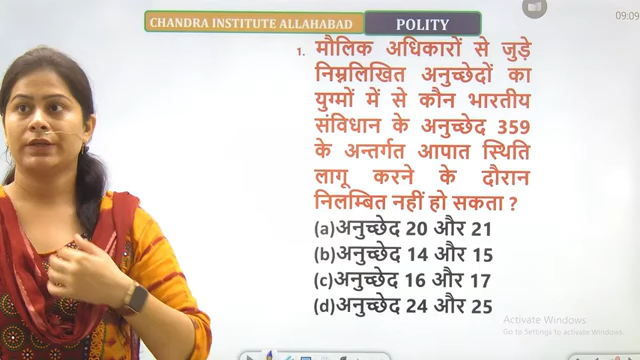 CHANDRA INSTITUTE ALLAHABAD POLITY
09:09
1. मौलिक अधिकारों से जुड़े
निम्नलिखित अनुच्छेदों का
युग्मों में से कौन भारतीय
संविधान के अनुच्छेद 359
के अन्तर्गत आपात स्थिति
लागू करने के दौरान
निलम्बित नहीं हो सकता ?
(a)अनुच्छेद 20 और 21
(b)अनुच्छेद 14 और 15
(c)अनुच्छेद 16 और 17
(d)अनुच्छेद 24 और 25
Activate Windows
Go to Settings to activate Windows.